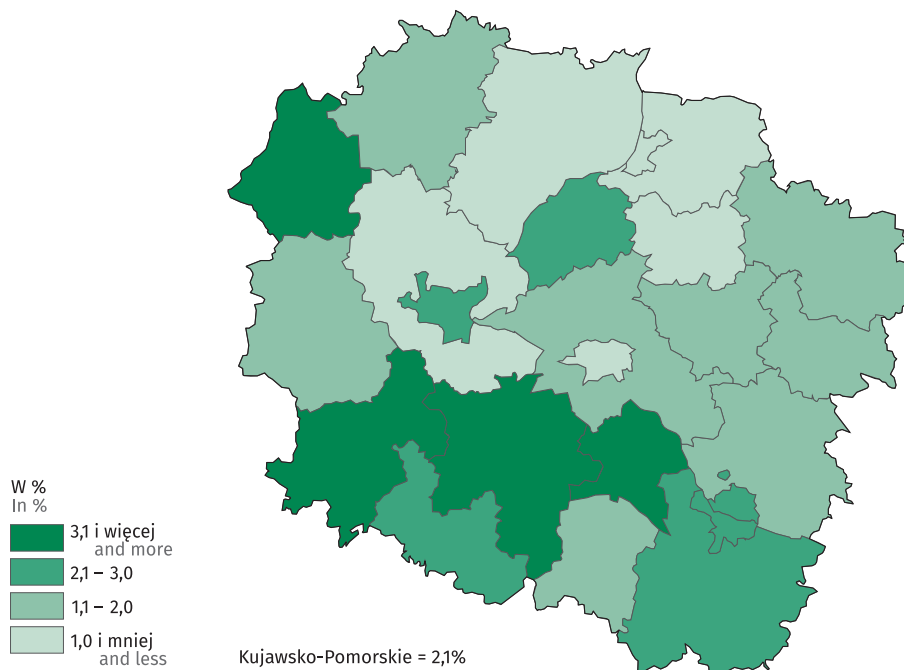 W %
In %
3,1 i więcej
and more
2,1 – 3,0
1,1 – 2,0
1,0 i mniej
and less
Kujawsko-Pomorskie = 2,1%